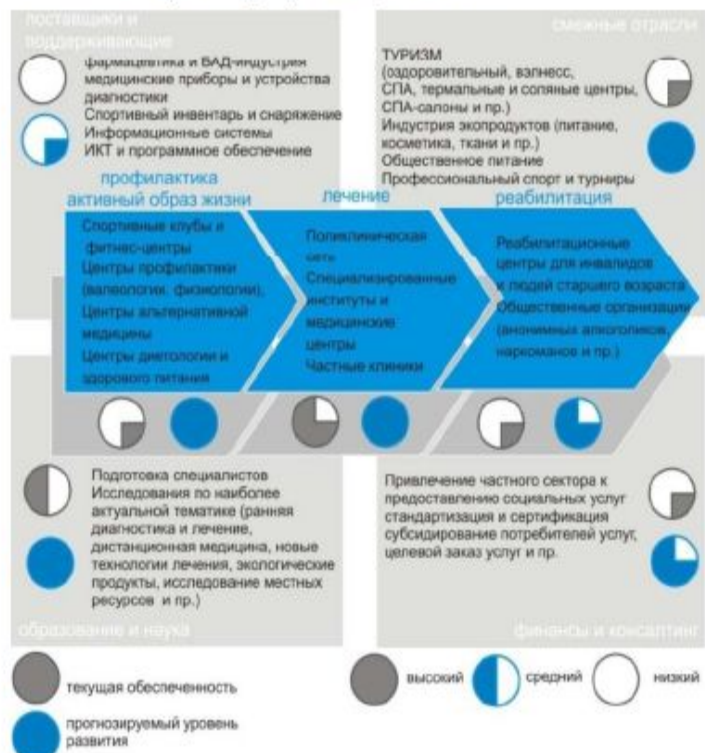 поставщики и
поддерживающие
фармацевтика и БАД-индустрия
медицинские приборы и устройства
диагностики
Спортивный инвентарь и снаряжение
Информационные системы
ИКТ и программное обеспечение
смежные отрасли
ТУРИЗМ
(оздоровительный, вэлнесс,
СПА, термальные и соляные центры,
СПА-салоны и пр.)
Индустрия экопродуктов (питание,
косметика, ткани и пр.)
Общественное питание
Профессиональный спорт и турниры
профилактика
активный образ жизни
Спортивные клубы и
фитнес-центры
Центры профилактики
(валеология, физиологии),
Центры альтернативной
медицины
Центры диетологии и
здорового питания
лечение
Поликлиническая
сеть
Специализированные
институты и
медицинские
центры
Частные клиники
реабилитация
Реабилитационные
центры для инвалидов
и людей старшего возраста
Общественные организации
(анонимных алкоголиков,
наркоманов и пр.)
Подготовка специалистов
Исследования по наиболее
актуальной тематике (ранняя
диагностика и лечение,
дистанционная медицина, новые
технологии лечения, экологические
продукты, исследование местных
ресурсов и пр.)
образование и наука
Привлечение частного сектора к
предоставлению социальных услуг
стандартизация и сертификация
субсидирование потребителей услуг,
целевой заказ услуг и пр.
финансы и консалтинг
текущая обеспеченность
прогнозируемый уровень
развития
высокий
средний
низкий